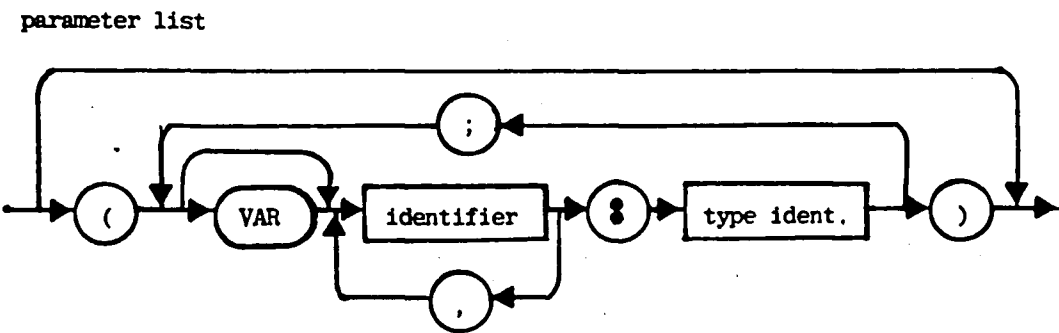 parameter list
;
( VAR identifier : type ident. )
,